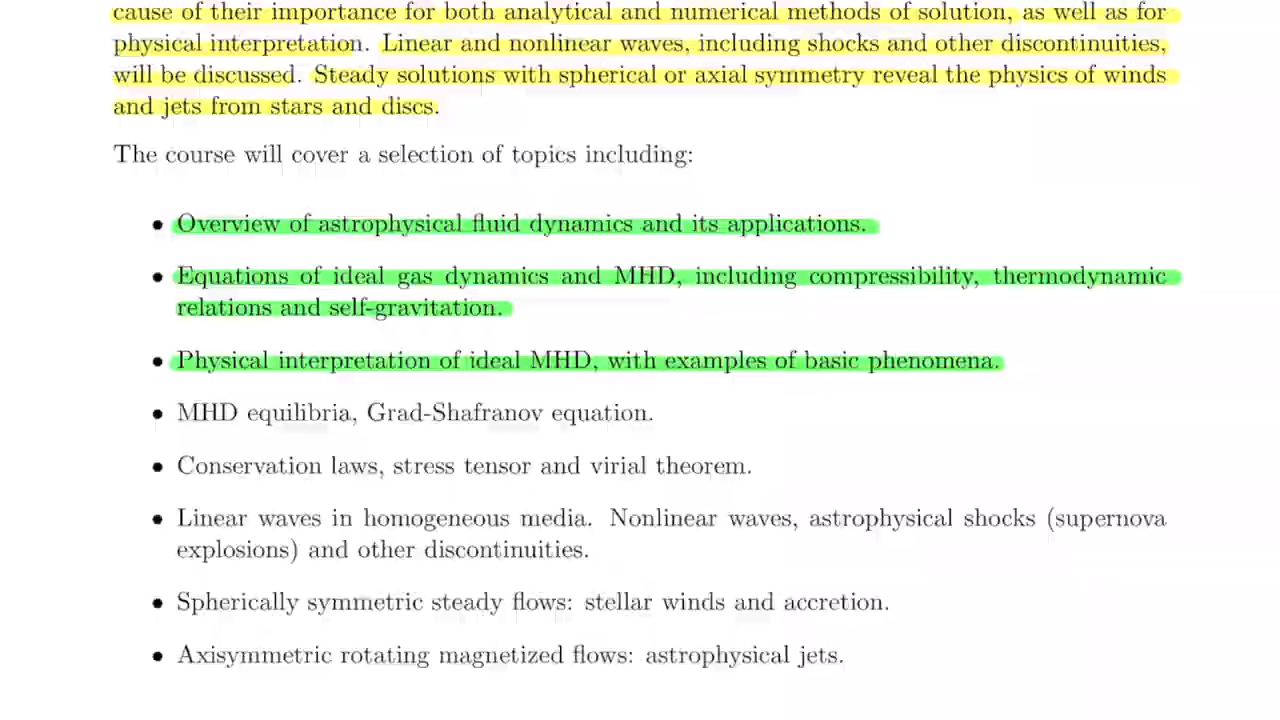 cause of their importance for both analytical and numerical methods of solution, as well as for
physical interpretation. Linear and nonlinear waves, including shocks and other discontinuities,
will be discussed. Steady solutions with spherical or axial symmetry reveal the physics of winds
and jets from stars and discs.
The course will cover a selection of topics including:
• Overview of astrophysical fluid dynamics and its applications.
• Equations of ideal gas dynamics and MHD, including compressibility, thermodynamic
relations and self-gravitation.
• Physical interpretation of ideal MHD, with examples of basic phenomena.
• MHD equilibria, Grad-Shafranov equation.
• Conservation laws, stress tensor and virial theorem.
• Linear waves in homogeneous media. Nonlinear waves, astrophysical shocks (supernova
explosions) and other discontinuities.
• Spherically symmetric steady flows: stellar winds and accretion.
• Axisymmetric rotating magnetized flows: astrophysical jets.